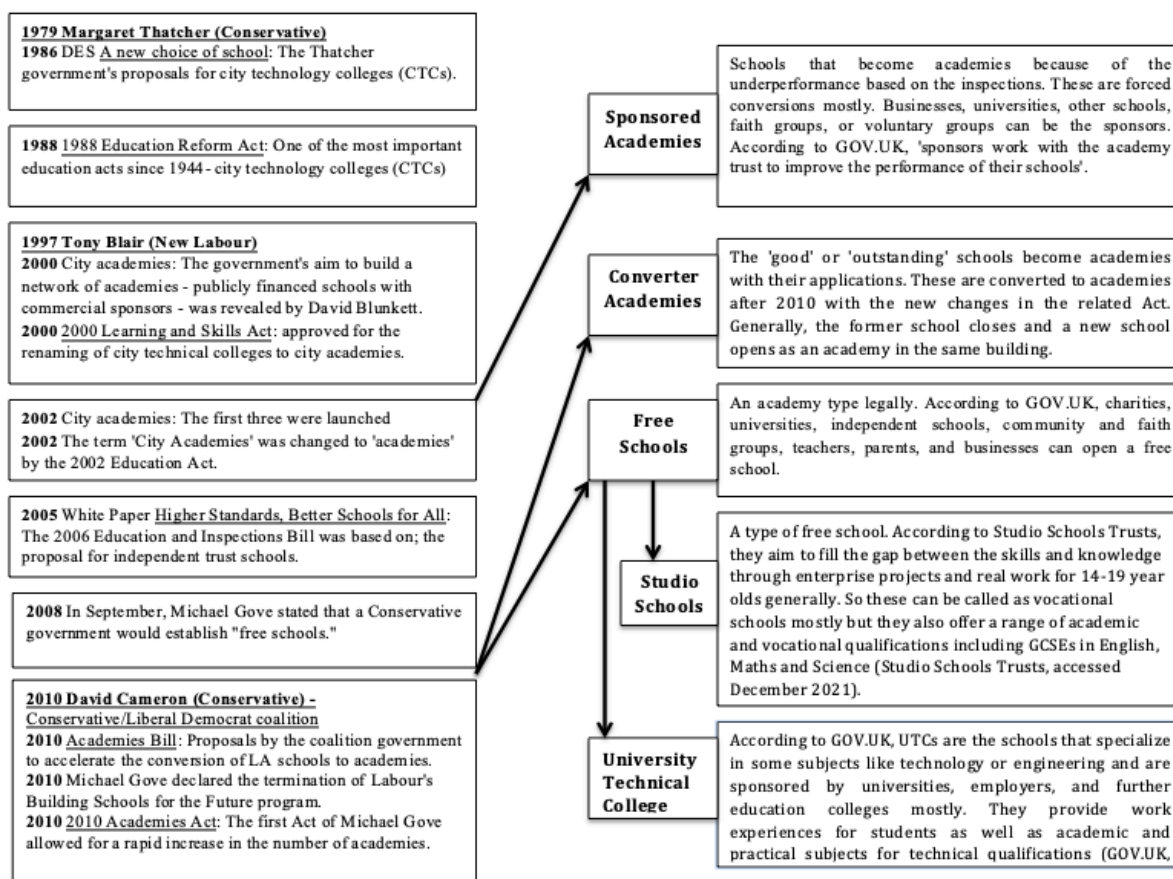 1979 Margaret Thatcher (Conservative)
1986 DES A new choice of school: The Thatcher
government's proposals for city technology colleges (CTCs).
1988 1988 Education Reform Act: One of the most important
education acts since 1944- city technology colleges (CTCs)
1997 Tony Blair (New Labour)
2000 City academies: The government's aim to build a
network of academies - publicly financed schools with
commercial sponsors - was revealed by David Blunkett.
2000 2000 Learning and Skills Act: approved for the
renaming of city technical colleges to city academies.
2002 City academies: The first three were launched
2002 The term 'City Academies' was changed to 'academies'
by the 2002 Education Act.
2005 White Paper Higher Standards, Better Schools for All:
The 2006 Education and Inspections Bill was based on; the
proposal for independent trust schools.
2008 In September, Michael Gove stated that a Conservative
government would establish "free schools."
2010 David Cameron (Conservative) -
Conservative/Liberal Democrat coalition
2010 Academies Bill: Proposals by the coalition government
to accelerate the conversion of LA schools to academies.
2010 Michael Gove declared the termination of Labour's
Building Schools for the Future program.
2010 2010 Academies Act: The first Act of Michael Gove
allowed for a rapid increase in the number of academies.
Sponsored
Academies
Schools that become academies because of the
underperformance based on the inspections. These are forced
conversions mostly. Businesses, universities, other schools,
faith groups, or voluntary groups can be the sponsors.
According to GOV.UK, 'sponsors work with the academy
trust to improve the performance of their schools'.
Converter
Academies
The 'good' or 'outstanding' schools become academies
with their applications. These are converted to academies
after 2010 with the new changes in the related Act.
Generally, the former school closes and a new school
opens as an academy in the same building.
Free
Schools
An academy type legally. According to GOV.UK, charities,
universities, independent schools, community and faith
groups, teachers, parents, and businesses can open a free
school.
Studio
Schools
A type of free school. According to Studio Schools Trusts,
they aim to fill the gap between the skills and knowledge
through enterprise projects and real work for 14-19 year
olds generally. So these can be called as vocational
schools mostly but they also offer a range of academic
and vocational qualifications including GCSEs in English,
Maths and Science (Studio Schools Trusts, accessed
December 2021).
University
Technical
College
According to GOV.UK, UTCs are the schools that specialize
in some subjects like technology or engineering and are
sponsored by universities, employers, and further
education colleges mostly. They provide work
experiences for students as well as academic and
practical subjects for technical qualifications (GOV.UK,